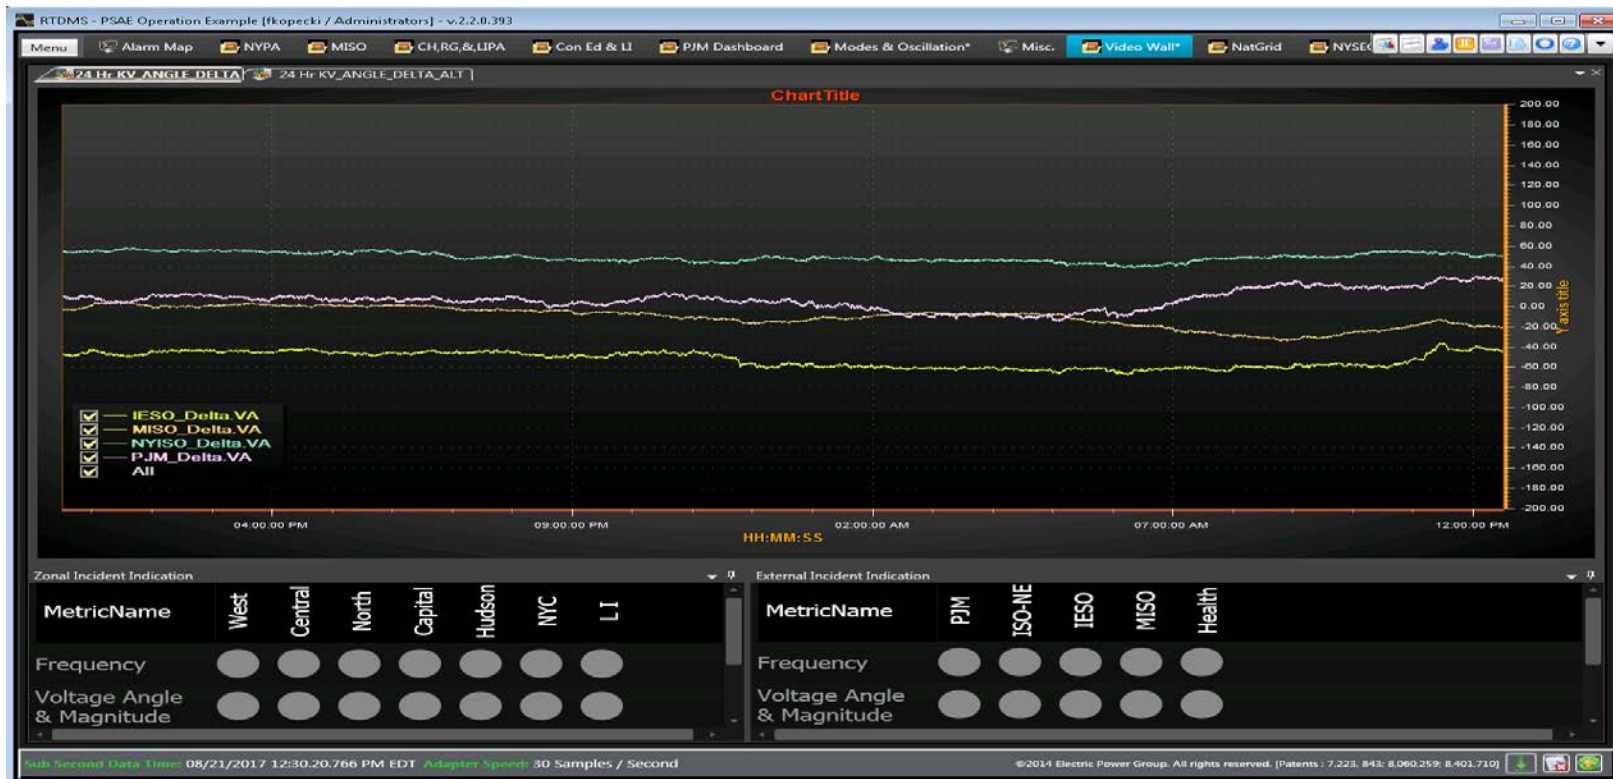 RTDMS - PSAE Operation Example [fkopecki / Administrators] - v.2.2.0.393
Menu Alarm Map NYPA MISO CH,RG,&,LIPA Con Ed & LI PJM Dashboard Modes & Oscillation* Misc. Video Wall* NatGrid
24 Hr KV_ANGLE_DELTA 24 Hr KV_ANGLE_DELTA_ALT
ChartTitle
200.00
180.00
160.00
140.00
120.00
100.00
80.00
60.00
40.00
20.00
0.00
-20.00
-40.00
-60.00
-80.00
-100.00
-120.00
-140.00
-160.00
-180.00
-200.00
Y axis title
IESO_Delta.VA
MISO_Delta.VA
NYISO_Delta.VA
PJM_Delta.VA
All
04:00:00 PM 09:00:00 PM 02:00:00 AM 07:00:00 AM 12:00:00 PM
HH:MM:SS
Zonal Incident Indication
MetricName West Central North Capital Hudson NYC L I
Frequency
Voltage Angle
& Magnitude
External Incident Indication
MetricName PJM ISO-NE IESO MISO Health
Frequency
Voltage Angle
& Magnitude
Sub Second Data Time: 08/21/2017 12:30.20.766 PM EDT Adapter Speed: 30 Samples / Second
©2014 Electric Power Group. All rights reserved. [Patents : 7,223, 843; 8,060,259; 8,401,710]